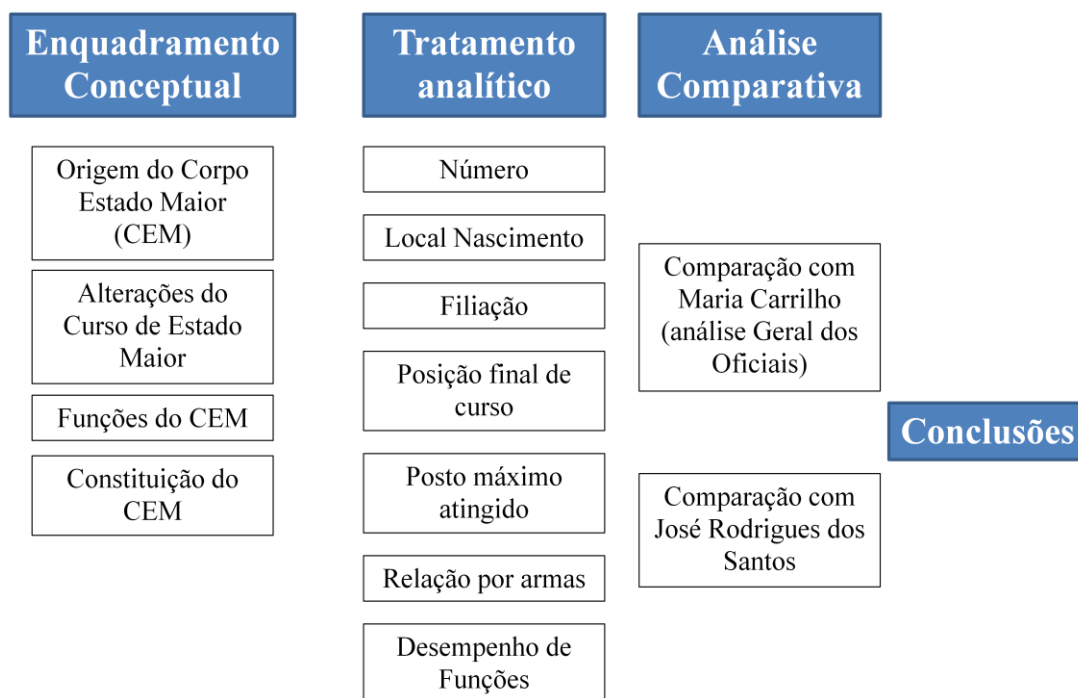 Enquadramento
Conceptual
Origem do Corpo
Estado Maior
(CEM)
Alterações do
Curso de Estado
Maior
Funções do CEM
Constituição do
CEM
Tratamento
analítico
Número
Local Nascimento
Filiação
Posição final de
curso
Posto máximo
atingido
Relação por armas
Desempenho de
Funções
Análise
Comparativa
Comparação com
Maria Carrilho
(análise Geral dos
Oficiais)
Comparação com
José Rodrigues dos
Santos
Conclusões